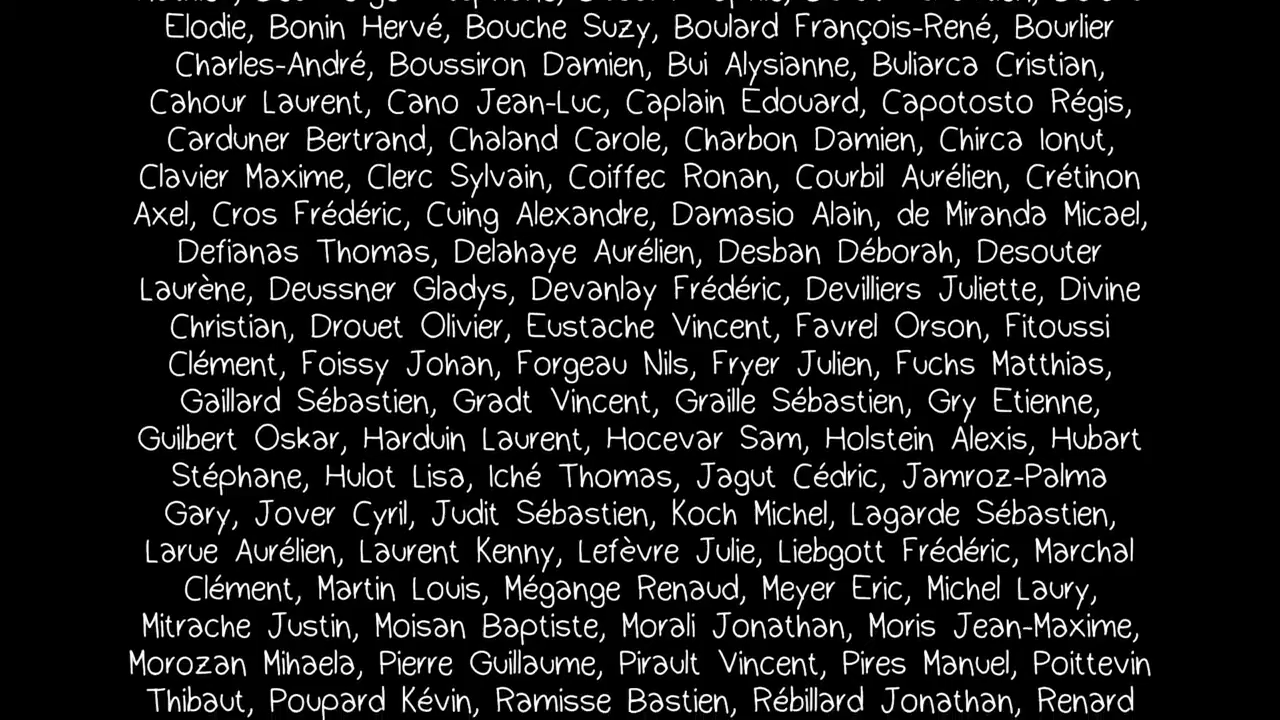 Elodie, Bonin Hervé, Bouche Suzy, Boulard François-René, Bourlier
Charles-André, Boussiron Damien, Bui Alysianne, Buliarca Cristian,
Cahour Laurent, Cano Jean-Luc, Caplain Edouard, Capotosto Régis,
Carduner Bertrand, Chaland Carole, Charbon Damien, Chirca Ionut,
Clavier Maxime, Clerc Sylvain, Coiffec Ronan, Courbil Aurélien, Crétinon
Axel, Cros Frédéric, Cuing Alexandre, Damasio Alain, de Miranda Micael,
Defianas Thomas, Delahaye Aurélien, Desban Déborah, Desouter
Laurène, Deussner Gladys, Devanlay Frédéric, Devilliers Juliette, Divine
Christian, Drouet Olivier, Eustache Vincent, Favrel Orson, Fitoussi
Clément, Foissy Johan, Forgeau Nils, Fryer Julien, Fuchs Matthias,
Gaillard Sébastien, Gradt Vincent, Graille Sébastien, Gry Etienne,
Guilbert Oskar, Harduin Laurent, Hocevar Sam, Holstein Alexis, Hubart
Stéphane, Hulot Lisa, Iché Thomas, Jagut Cédric, Jamroz-Palma
Gary, Jover Cyril, Judit Sébastien, Koch Michel, Lagarde Sébastien,
Larue Aurélien, Laurent Kenny, Lefèvre Julie, Liebgott Frédéric, Marchal
Clément, Martin Louis, Mégange Renaud, Meyer Eric, Michel Laury,
Mitrache Justin, Moisan Baptiste, Morali Jonathan, Moris Jean-Maxime,
Morozan Mihaela, Pierre Guillaume, Pirault Vincent, Pires Manuel, Poittevin
Thibaut, Poupard Kévin, Ramisse Bastien, Rébillard Jonathan, Renard